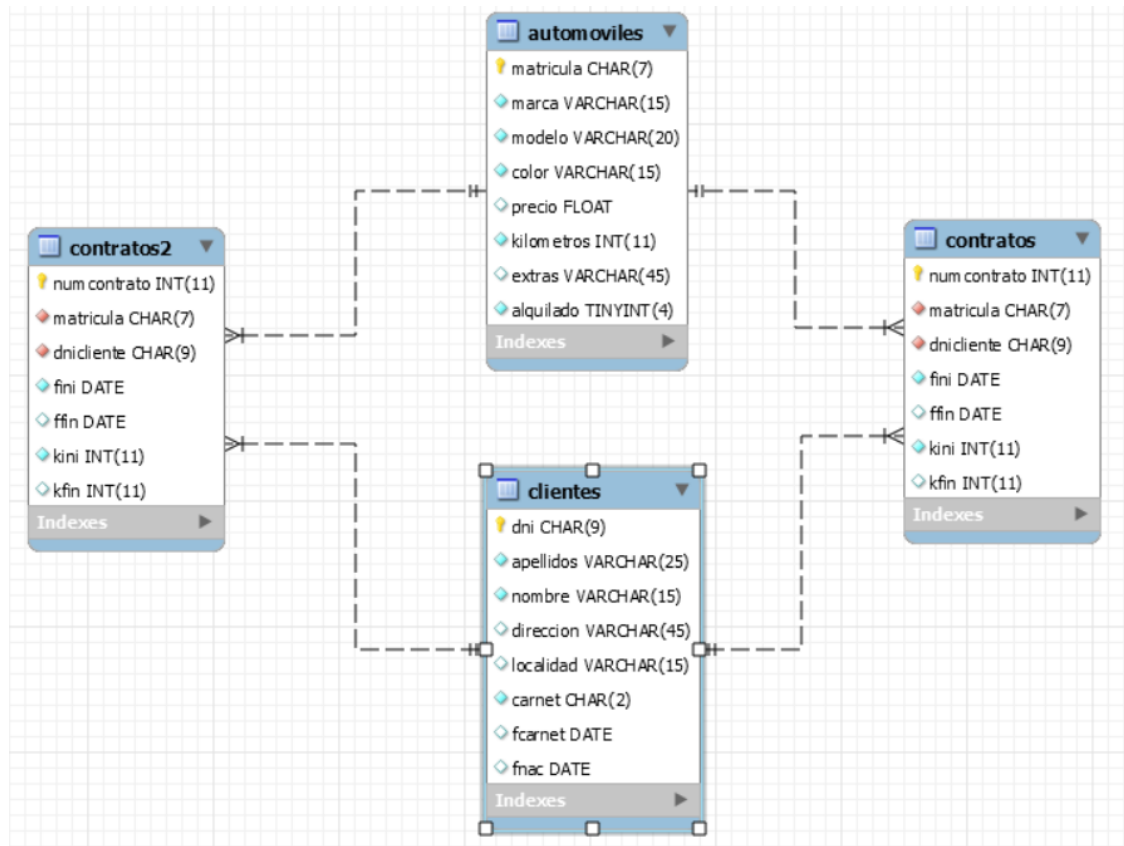 automoviles
matricula CHAR(7)
marca VARCHAR(15)
modelo VARCHAR(20)
color VARCHAR(15)
precio FLOAT
kilometros INT(11)
extras VARCHAR(45)
alquilado TINYINT(4)
Indexes
contratos2
numcontrato INT(11)
matricula CHAR(7)
dnicliente CHAR(9)
fini DATE
ffin DATE
kini INT(11)
kfin INT(11)
Indexes
contratos
numcontrato INT(11)
matricula CHAR(7)
dnicliente CHAR(9)
fini DATE
ffin DATE
kini INT(11)
kfin INT(11)
Indexes
clientes
dni CHAR(9)
apellidos VARCHAR(25)
nombre VARCHAR(15)
direccion VARCHAR(45)
localidad VARCHAR(15)
carnet CHAR(2)
fcarnet DATE
fnac DATE
Indexes